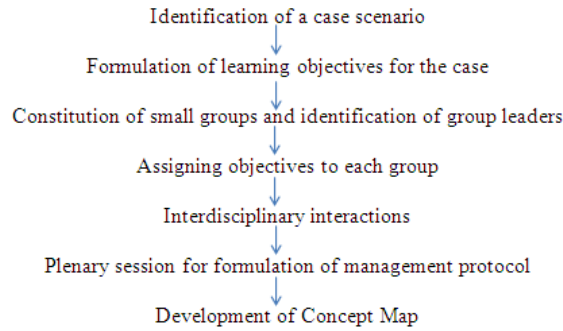 Identification of a case scenario
Formulation of learning objectives for the case
Constitution of small groups and identification of group leaders
Assigning objectives to each group
Interdisciplinary interactions
Plenary session for formulation of management protocol
Development of Concept Map